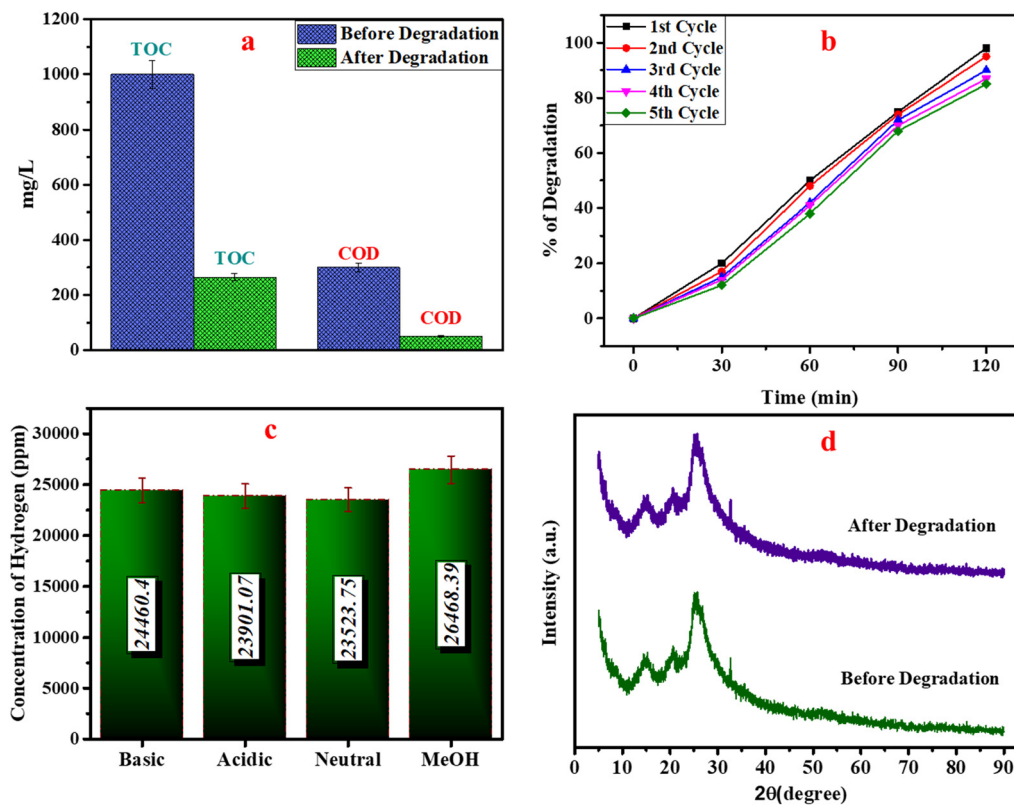 a
Before Degradation
After Degradation
TOC
TOC
COD
COD
mg/L
1200
1000
800
600
400
200
0
b
1st Cycle
2nd Cycle
3rd Cycle
4th Cycle
5th Cycle
% of Degradation
100
80
60
40
20
0
0 30 60 90 120
Time (min)
c
Concentration of Hydrogen (ppm)
30000
25000
20000
15000
10000
5000
0
24460.4
23901.07
23523.75
26468.39
Basic Acidic Neutral MeOH
d
Intensity (a.u.)
After Degradation
Before Degradation
0 10 20 30 40 50 60 70 80 90
2θ(degree)